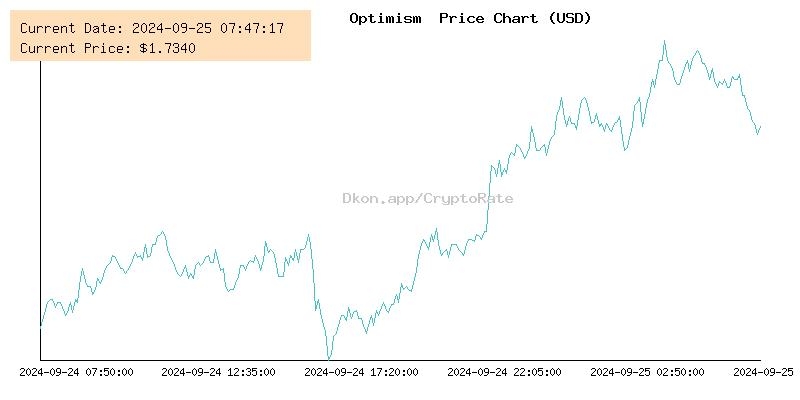 Optimism  Price Chart (USD)
Current Date: 2024-09-25 07:47:17
Current Price: $1.7340
Dkon.app/CryptoRate
2024-09-24 07:50:00 2024-09-24 12:35:00 2024-09-24 17:20:00 2024-09-24 22:05:00 2024-09-25 02:50:00 2024-09-25